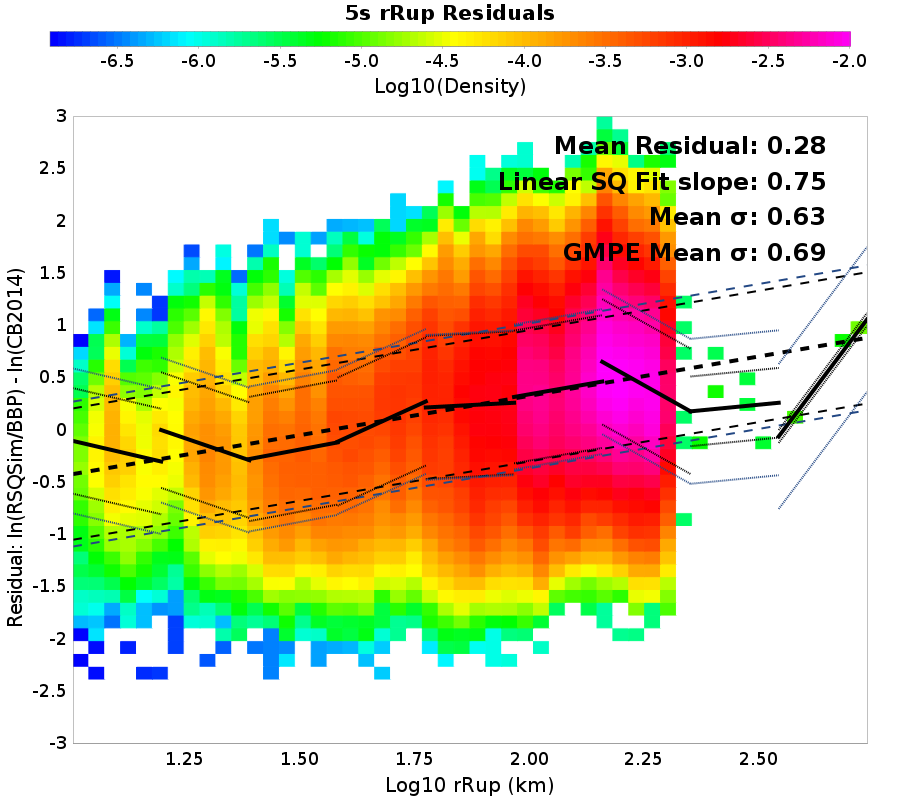 5s rRup Residuals
-6.5 -6.0 -5.5 -5.0 -4.5 -4.0 -3.5 -3.0 -2.5 -2.0
Log10(Density)
Mean Residual: 0.28
Linear SQ Fit slope: 0.75
Mean σ: 0.63
GMPE Mean σ: 0.69
Residual: ln(RSQSim/BBP) - ln(CB2014)
3
2.5
2
1.5
1
0.5
0
-0.5
-1
-1.5
-2
-2.5
-3
1.25 1.50 1.75 2.00 2.25 2.50
Log10 rRup (km)